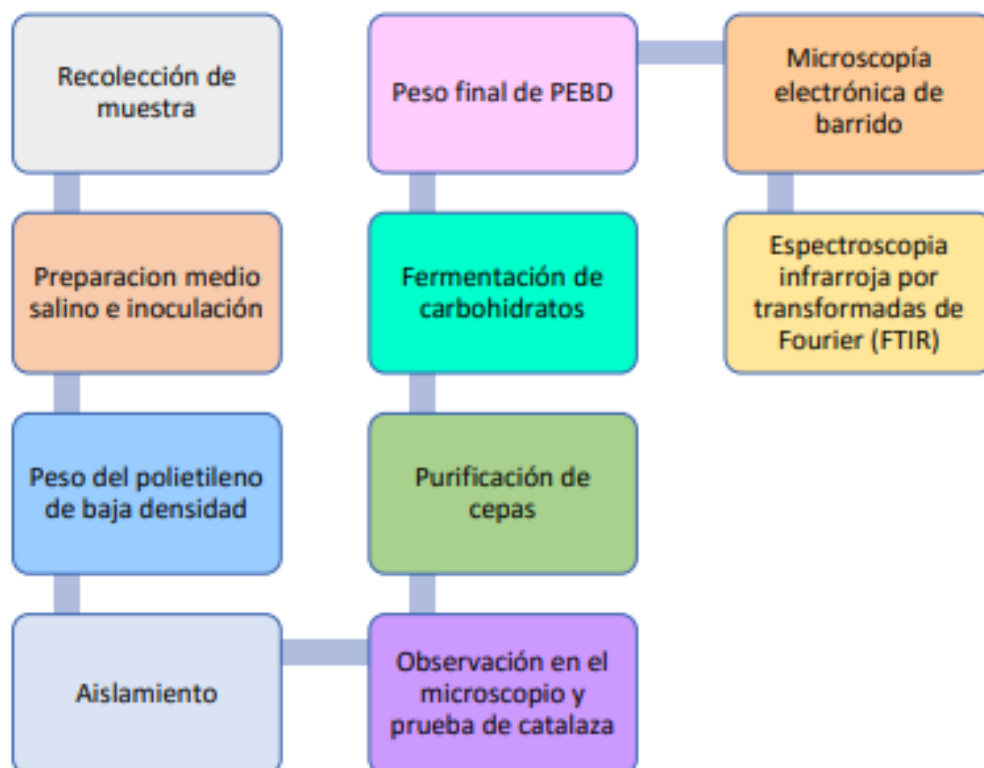 Recolección de
muestra
Preparacion medio
salino e inoculación
Peso del polietileno
de baja densidad
Aislamiento
Observación en el
microscopio y
prueba de catalaza
Purificación de
cepas
Fermentación de
carbohidratos
Peso final de PEBD
Microscopía
electrónica de
barrido
Espectroscopia
infrarroja por
transformadas de
Fourier (FTIR)